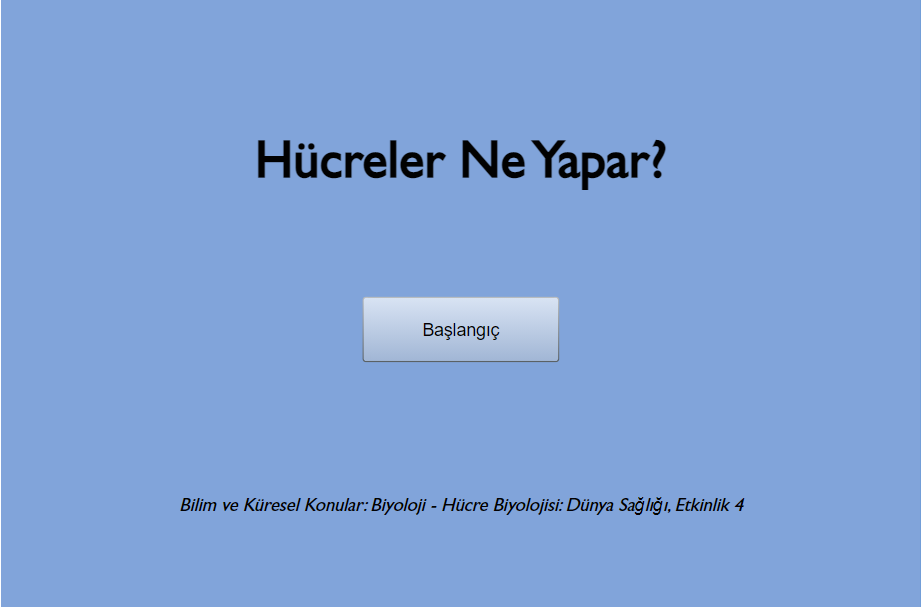 Hücreler Ne Yapar?
Başlangıç
Bilim ve Küresel Konular: Biyoloji - Hücre Biyolojisi: Dünya Sağlığı, Etkinlik 4